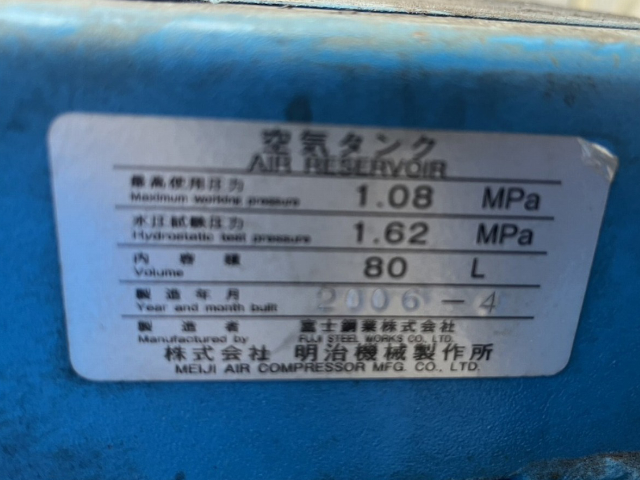 空気タンク
AIR RESERVOIR
最高使用圧力 1.08 MPa
Maximum working pressure
水圧試験圧力 1.62 MPa
Hydrostatic test pressure
内容積 80 L
Volume
製造年月 2006-4
Year and month built
製造者 富士鋼業株式会社
Manufactured by FUJI STEEL WORKS CO. LTD.
株式会社 明治機械製作所
MEIJI AIR COMPRESSOR MFG. CO., LTD.